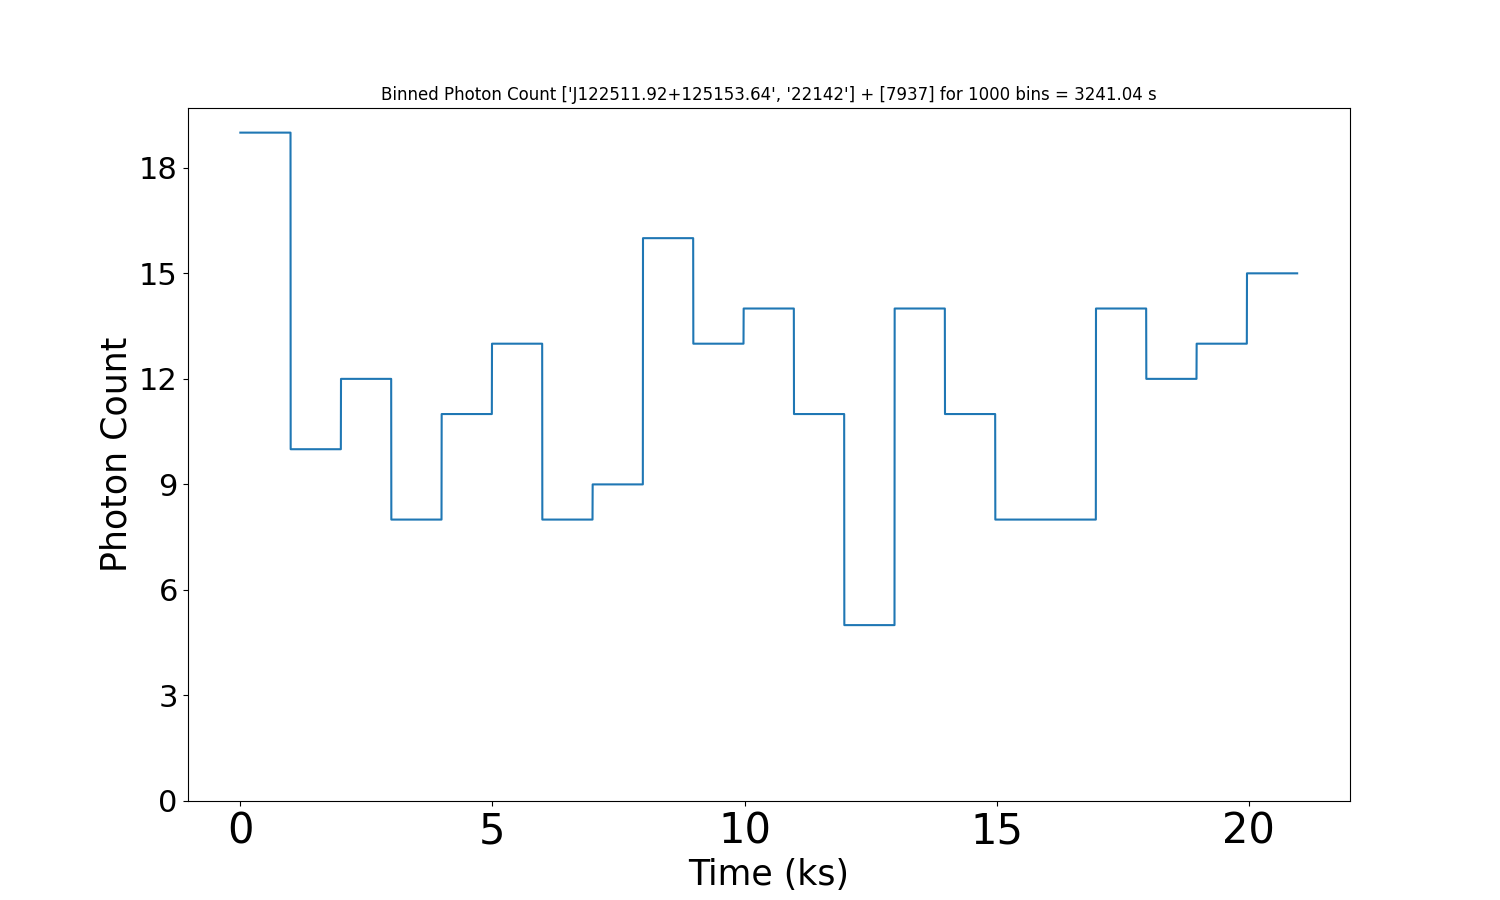 Binned Photon Count ['J122511.92+125153.64', '22142'] + [7937] for 1000 bins = 3241.04 s
18
15
12
9
6
3
0
Photon Count
0 5 10 15 20
Time (ks)